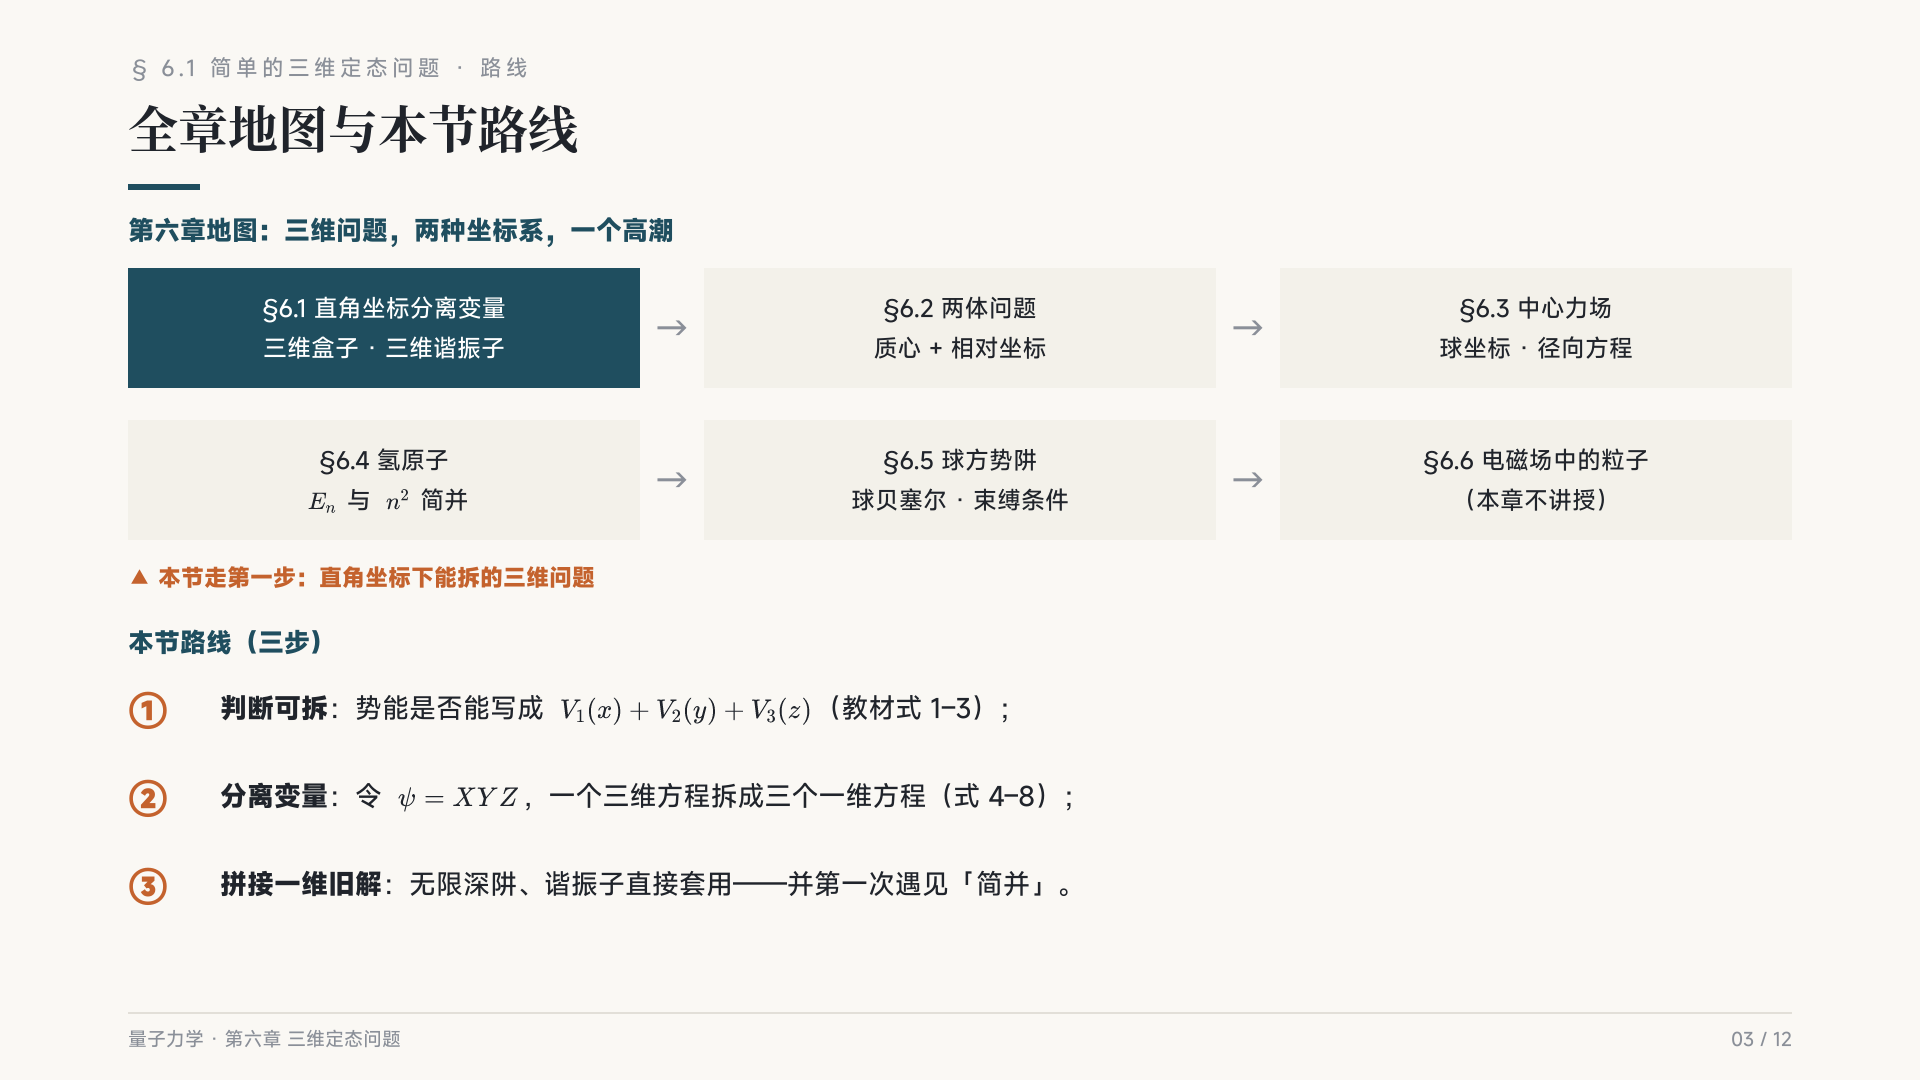 § 6.1 简单的三维定态问题 · 路线
全章地图与本节路线
第六章地图：三维问题，两种坐标系，一个高潮
§6.1 直角坐标分离变量
三维盒子 · 三维谐振子
→
§6.2 两体问题
质心 + 相对坐标
→
§6.3 中心力场
球坐标 · 径向方程
§6.4 氢原子
Eₙ 与 n² 简并
→
§6.5 球方势阱
球贝塞尔 · 束缚条件
→
§6.6 电磁场中的粒子
（本章不讲授）
▲ 本节走第一步：直角坐标下能拆的三维问题
本节路线（三步）
① 判断可拆：势能是否能写成 V₁(x) + V₂(y) + V₃(z)（教材式 1–3）；
② 分离变量：令 ψ = XYZ，一个三维方程拆成三个一维方程（式 4–8）；
③ 拼接一维旧解：无限深阱、谐振子直接套用——并第一次遇见「简并」。
量子力学 · 第六章 三维定态问题
03 / 12